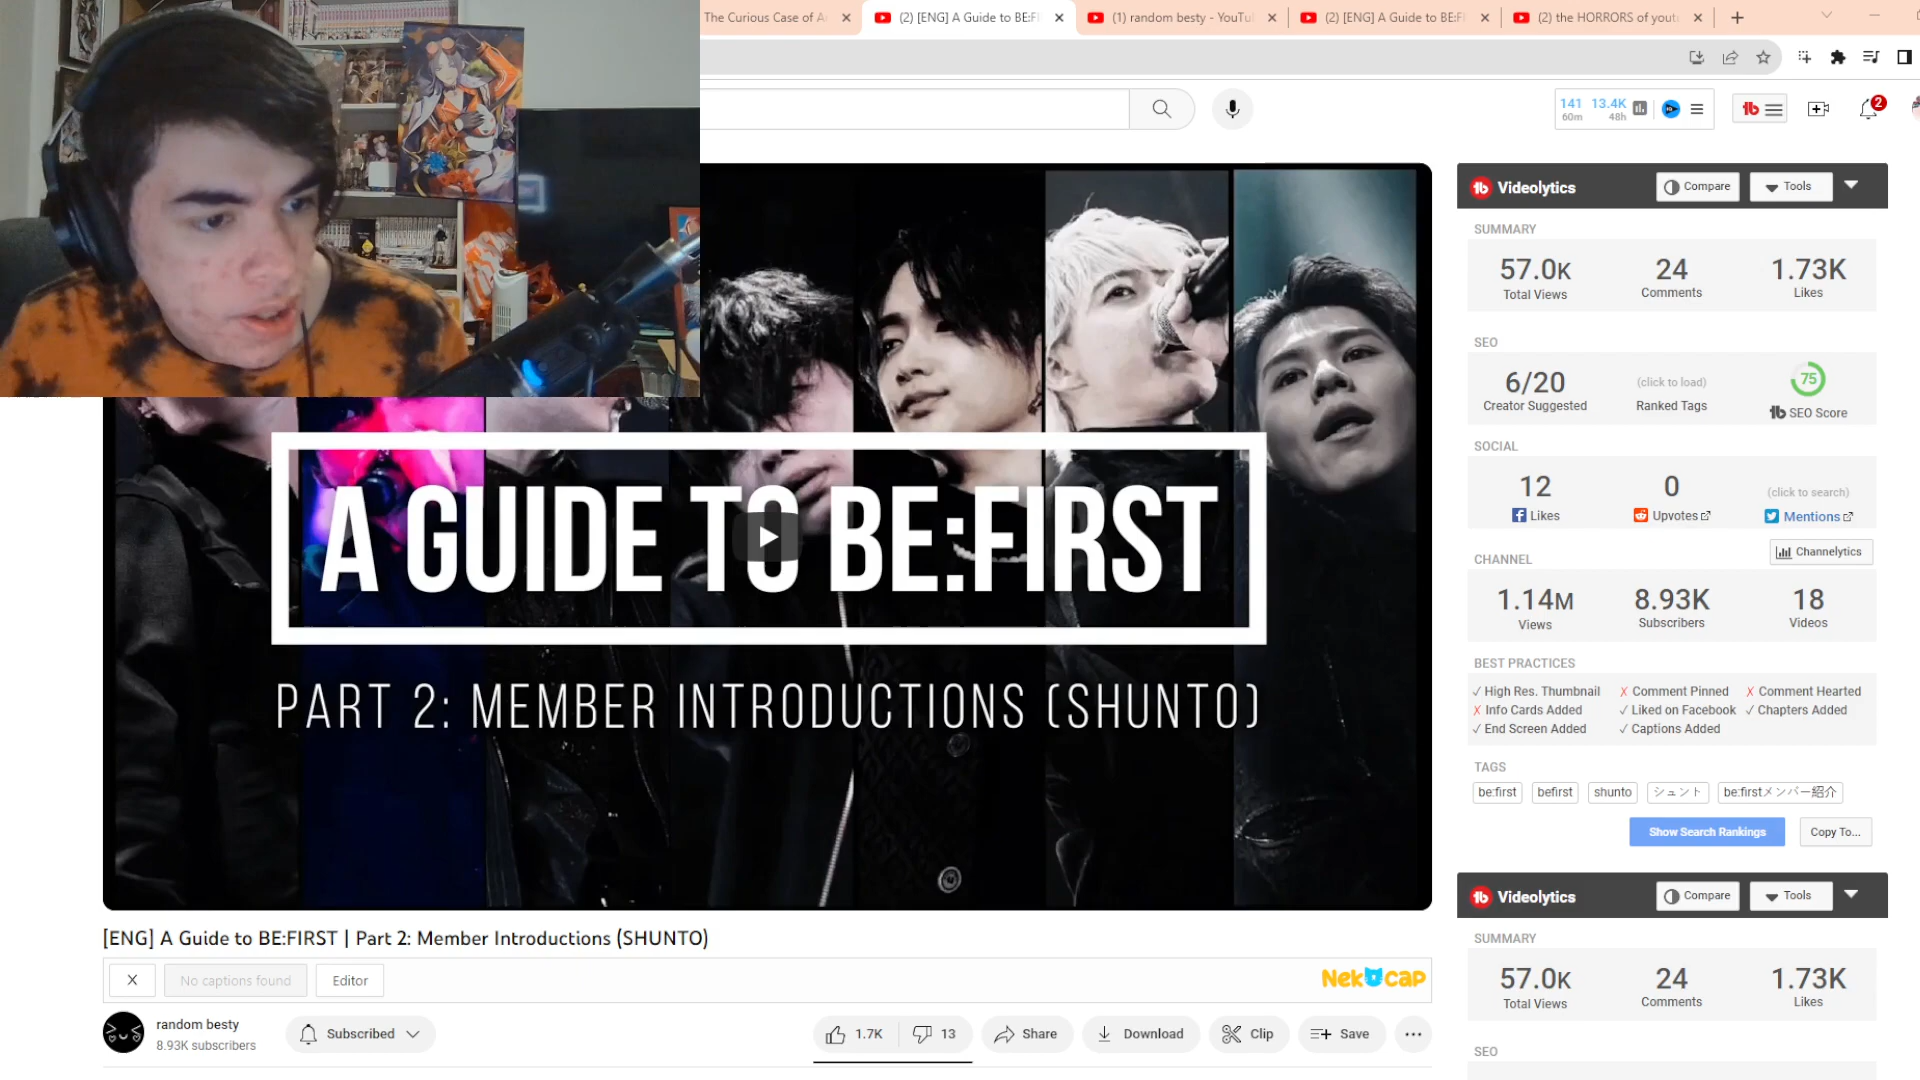 The Curious Case of A
(2) [ENG] A Guide to BE:FI
(1) random besty - YouTu
(2) [ENG] A Guide to BE:FI
(2) the HORRORS of yout
141 13.4K
60m 48h
2
Videolytics
Compare
Tools
SUMMARY
57.0K 24 1.73K
Total Views Comments Likes
SEO
6/20 (click to load) 75
Creator Suggested Ranked Tags SEO Score
SOCIAL
12 0 (click to search)
Likes Upvotes Mentions
Channelytics
CHANNEL
1.14M 8.93K 18
Views Subscribers Videos
BEST PRACTICES
✓ High Res. Thumbnail ✗ Comment Pinned ✗ Comment Hearted
✗ Info Cards Added ✓ Liked on Facebook ✓ Chapters Added
✓ End Screen Added ✓ Captions Added
TAGS
be:first befirst shunto シュント be:firstメンバー紹介
Show Search Rankings Copy To...
Videolytics
Compare
Tools
SUMMARY
57.0K 24 1.73K
Total Views Comments Likes
SEO
A GUIDE TO BE:FIRST
PART 2: MEMBER INTRODUCTIONS (SHUNTO)
[ENG] A Guide to BE:FIRST | Part 2: Member Introductions (SHUNTO)
X No captions found Editor
NekCap
random besty
8.93K subscribers
Subscribed
1.7K 13 Share Download Clip Save